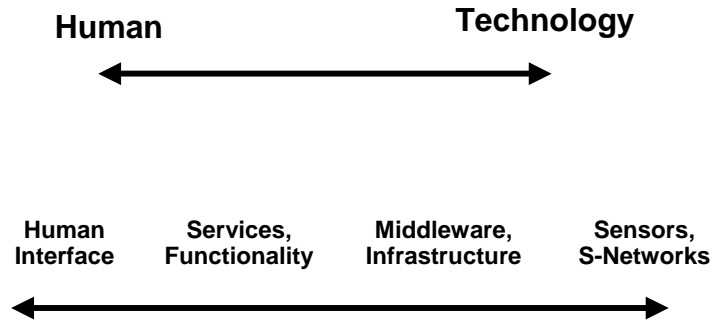 Human
Technology
Human
Interface
Services,
Functionality
Middleware,
Infrastructure
Sensors,
S-Networks